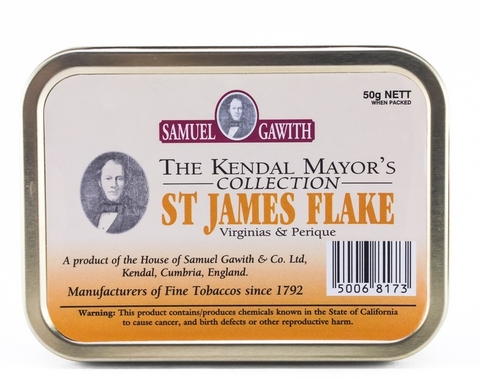 50g NETT
WHEN PACKED
SAMUEL GAWITH
THE KENDAL MAYOR'S
COLLECTION
ST JAMES FLAKE
Virginias & Perique
A product of the House of Samuel Gawith & Co. Ltd,
Kendal, Cumbria, England.
Manufacturers of Fine Tobaccos since 1792
5006 8173
Warning: This product contains/produces chemicals known in the State of California
to cause cancer, and birth defects or other reproductive harm.